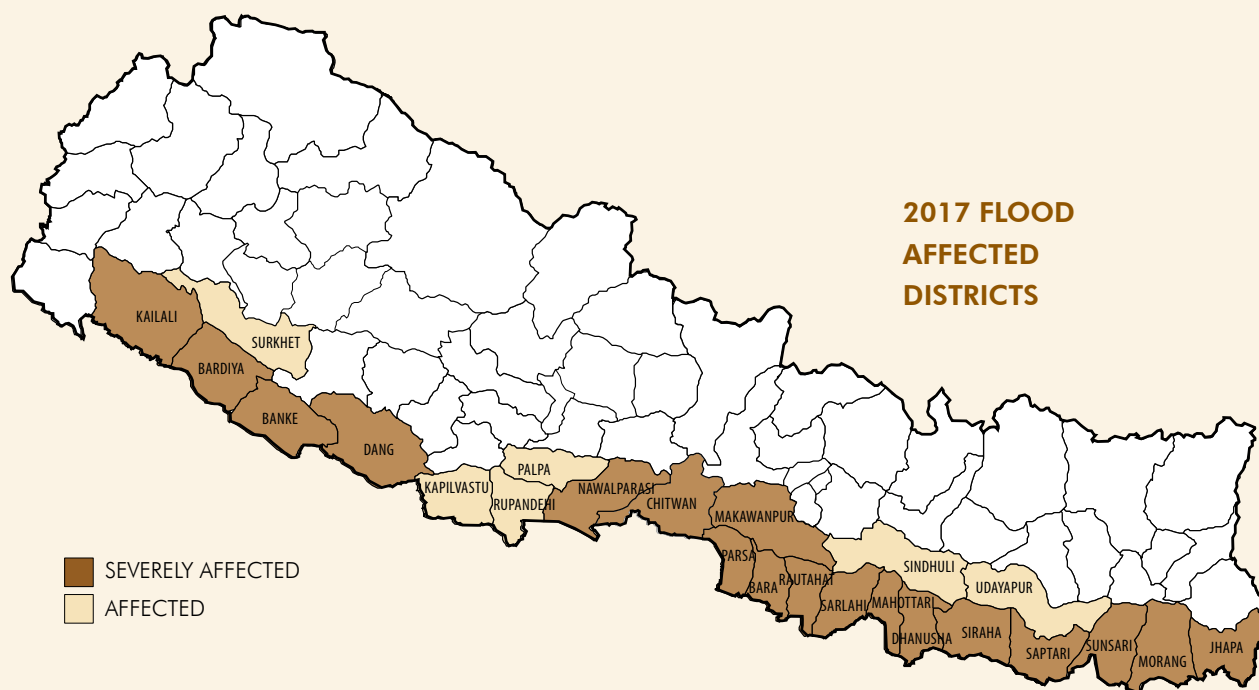 2017 FLOOD
AFFECTED
DISTRICTS
KAILALI
SURKHET
BARDIYA
BANKE
DANG
PALPA
KAPILVASTU
RUPANDEHI
NAWALPARASI
CHITWAN
MAKAWANPUR
PARSA
BARA
RAUTAHAT
SARLAHI
MAHOTTARI
DHANUSHA
SINDHULI
UDAYAPUR
SIRAHA
SAPTARI
SUNSARI
MORANG
JHAPA
SEVERELY AFFECTED
AFFECTED